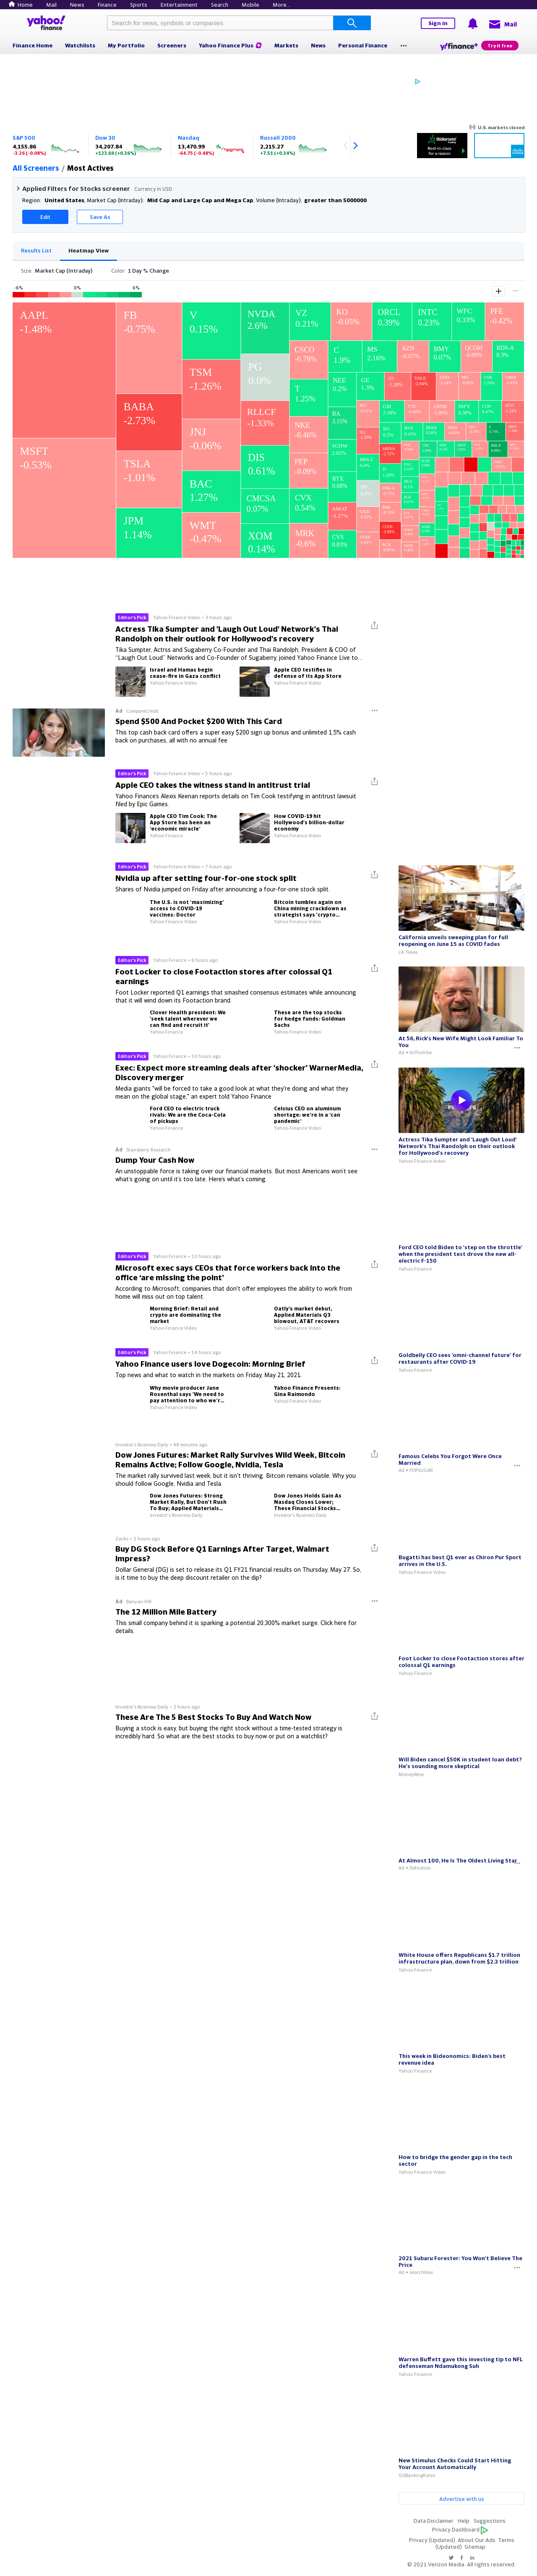 Home Mail News Finance Sports Entertainment Search Mobile More...
yahoo! finance
Search for news, symbols or companies
Sign in
Mail
Finance Home Watchlists My Portfolio Screeners Yahoo Finance Plus Markets News Personal Finance ...
yahoo!finance+ Try it free
U.S. markets closed
S&P 500
4,155.86
-3.26 (-0.08%)
Dow 30
34,207.84
+123.69 (+0.36%)
Nasdaq
13,470.99
-64.75 (-0.48%)
Russell 2000
2,215.27
+7.51 (+0.34%)
All Screeners / Most Actives
Applied Filters for Stocks screener Currency in USD
Region: United States, Market Cap (Intraday): Mid Cap and Large Cap and Mega Cap, Volume (Intraday): greater than 5000000
Edit
Save As
Results List
Heatmap View
Size: Market Cap (Intraday)
Color: 1 Day % Change
-6% 0% 6%
AAPL
-1.48%
MSFT
-0.53%
FB
-0.75%
BABA
-2.73%
TSLA
-1.01%
JPM
1.14%
V
0.15%
TSM
-1.26%
JNJ
-0.06%
BAC
1.27%
WMT
-0.47%
NVDA
2.6%
PG
0.0%
RLLCF
-1.33%
DIS
0.61%
CMCSA
0.07%
XOM
0.14%
VZ
0.21%
CSCO
-0.79%
T
1.25%
NKE
-0.46%
PEP
-0.09%
CVX
0.54%
MRK
-0.6%
KO
-0.05%
ORCL
0.39%
INTC
0.23%
WFC
0.33%
PFE
-0.42%
C
1.9%
MS
2.16%
BMY
0.07%
QCOM
-0.89%
RDS-A
0.3%
NEE
0.2%
GE
1.3%
BA
3.15%
GM
2.08%
RTX
0.68%
AMAT
-1.27%
CVS
0.83%
Editor's Pick Yahoo Finance Video • 3 hours ago
Actress Tika Sumpter and 'Laugh Out Loud' Network's Thai Randolph on their outlook for Hollywood's recovery
Tika Sumpter, Actrss and Sugaberry Co-Founder and Thai Randolph, President & COO of "Laugh Out Loud" Networks and Co-Founder of Sugaberry, joined Yahoo Finance Live to...
Israel and Hamas begin cease-fire in Gaza conflict
Yahoo Finance Video
Apple CEO testifies in defense of its App Store
Yahoo Finance Video
Ad CompareCredit
Spend $500 And Pocket $200 With This Card
This top cash back card offers a super easy $200 sign up bonus and unlimited 1.5% cash back on purchases, all with no annual fee
Editor's Pick Yahoo Finance Video • 5 hours ago
Apple CEO takes the witness stand in antitrust trial
Yahoo Finance's Alexis Keenan reports details on Tim Cook testifying in antitrust lawsuit filed by Epic Games.
Apple CEO Tim Cook: The App Store has been an 'economic miracle'
Yahoo Finance
How COVID-19 hit Hollywood's billion-dollar economy
Yahoo Finance Video
Editor's Pick Yahoo Finance Video • 7 hours ago
Nvidia up after setting four-for-one stock split
Shares of Nvidia jumped on Friday after announcing a four-for-one stock split.
The U.S. is not 'maximizing' access to COVID-19 vaccines: Doctor
Yahoo Finance Video
Bitcoin tumbles again on China mining crackdown as strategist says 'crypto...
Yahoo Finance Video
Editor's Pick Yahoo Finance • 8 hours ago
Foot Locker to close Footaction stores after colossal Q1 earnings
Foot Locker reported Q1 earnings that smashed consensus estimates while announcing that it will wind down its Footaction brand.
Clover Health president: We 'seek talent wherever we can find and recruit it'
Yahoo Finance
These are the top stocks for hedge funds: Goldman Sachs
Yahoo Finance Video
Editor's Pick Yahoo Finance • 10 hours ago
Exec: Expect more streaming deals after 'shocker' WarnerMedia, Discovery merger
Media giants "will be forced to take a good look at what they're doing and what they mean on the global stage," an expert told Yahoo Finance
Ford CEO to electric truck rivals: We are the Coca-Cola of pickups
Yahoo Finance
Celsius CEO on aluminum shortage: we're in a 'can pandemic'
Yahoo Finance Video
Ad Stansberry Research
Dump Your Cash Now
An unstoppable force is taking over our financial markets. But most Americans won't see what's going on until it's too late. Here's what's coming.
Editor's Pick Yahoo Finance • 10 hours ago
Microsoft exec says CEOs that force workers back into the office 'are missing the point'
According to Microsoft, companies that don't offer employees the ability to work from home will miss out on top talent.
Morning Brief: Retail and crypto are dominating the market
Yahoo Finance Video
Oatly's market debut, Applied Materials Q3 blowout, AT&T recovers
Yahoo Finance Video
Editor's Pick Yahoo Finance • 14 hours ago
Yahoo Finance users love Dogecoin: Morning Brief
Top news and what to watch in the markets on Friday, May 21, 2021.
Why movie producer Jane Rosenthal says 'We need to pay attention to who we'r...
Yahoo Finance Video
Yahoo Finance Presents: Gina Raimondo
Yahoo Finance Video
Investor's Business Daily • 48 minutes ago
Dow Jones Futures: Market Rally Survives Wild Week, Bitcoin Remains Active; Follow Google, Nvidia, Tesla
The market rally survived last week, but it isn't thriving. Bitcoin remains volatile. Why you should follow Google, Nvidia and Tesla.
Dow Jones Futures: Strong Market Rally, But Don't Rush To Buy; Applied Materials...
Investor's Business Daily
Dow Jones Holds Gain As Nasdaq Closes Lower; These Financial Stocks...
Investor's Business Daily
Zacks • 2 hours ago
Buy DG Stock Before Q1 Earnings After Target, Walmart Impress?
Dollar General (DG) is set to release its Q1 FY21 financial results on Thursday, May 27. So, is it time to buy the deep discount retailer on the dip?
Ad Banyan Hill
The 12 Million Mile Battery
This small company behind it is sparking a potential 20,300% market surge. Click here for details.
Investor's Business Daily • 2 hours ago
These Are The 5 Best Stocks To Buy And Watch Now
Buying a stock is easy, but buying the right stock without a time-tested strategy is incredibly hard. So what are the best stocks to buy now or put on a watchlist?
California unveils sweeping plan for full reopening on June 15 as COVID fades
LA Times
At 56, Rick's New Wife Might Look Familiar To You
Ad • InTheVibe
Actress Tika Sumpter and 'Laugh Out Loud' Network's Thai Randolph on their outlook for Hollywood's recovery
Yahoo Finance Video
Ford CEO told Biden to 'step on the throttle' when the president test drove the new all-electric F-150
Yahoo Finance
Goldbelly CEO sees 'omni-channel future' for restaurants after COVID-19
Yahoo Finance
Famous Celebs You Forgot Were Once Married
Ad • POPSUGAR
Bugatti has best Q1 ever as Chiron Pur Sport arrives in the U.S.
Yahoo Finance Video
Foot Locker to close Footaction stores after colossal Q1 earnings
Yahoo Finance
Will Biden cancel $50K in student loan debt? He's sounding more skeptical
MoneyWise
At Almost 100, He Is The Oldest Living Star
Ad • Definition
White House offers Republicans $1.7 trillion infrastructure plan, down from $2.3 trillion
Yahoo Finance
This week in Bideonomics: Biden's best revenue idea
Yahoo Finance
How to bridge the gender gap in the tech sector
Yahoo Finance Video
2021 Subaru Forester: You Won't Believe The Price
Ad • searchView
Warren Buffett gave this investing tip to NFL defenseman Ndamukong Suh
Yahoo Finance
New Stimulus Checks Could Start Hitting Your Account Automatically
GOBankingRates
Advertise with us
Data Disclaimer Help Suggestions
Privacy Dashboard
Privacy (Updated) About Our Ads Terms
(Updated) Sitemap
© 2021 Verizon Media. All rights reserved.